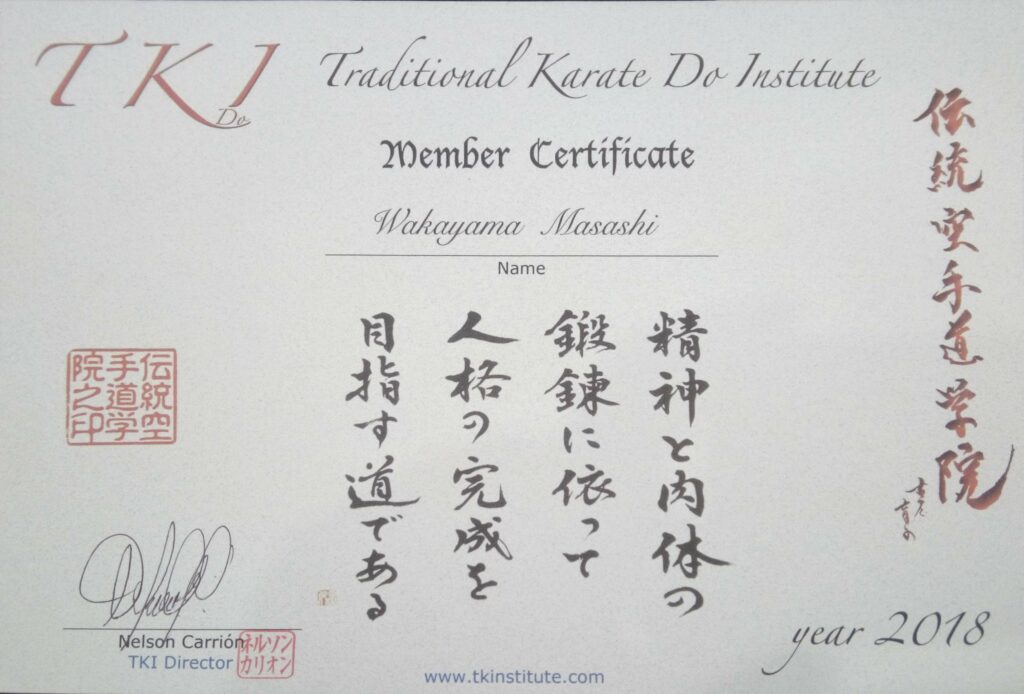 TKI
Do
Traditional Karate Do Institute
Member Certificate
Wakayama Masashi
Name
伝統空手道学院
精神と肉体の
鍛錬に依って
人格の完成を
目指す道である
伝統空
手道学
院之印
Nelson Carrión
TKI Director
ネルソン
カリオン
www.tkinstitute.com
year 2018